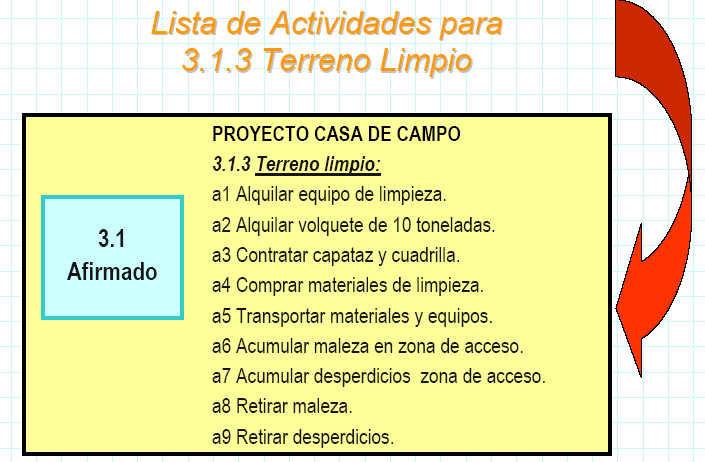 Lista de Actividades para
3.1.3 Terreno Limpio
PROYECTO CASA DE CAMPO
3.1.3 Terreno limpio:
a1 Alquilar equipo de limpieza.
a2 Alquilar volquete de 10 toneladas.
a3 Contratar capataz y cuadrilla.
a4 Comprar materiales de limpieza.
a5 Transportar materiales y equipos.
a6 Acumular maleza en zona de acceso.
a7 Acumular desperdicios  zona de acceso.
a8 Retirar maleza.
a9 Retirar desperdicios.
3.1
Afirmado